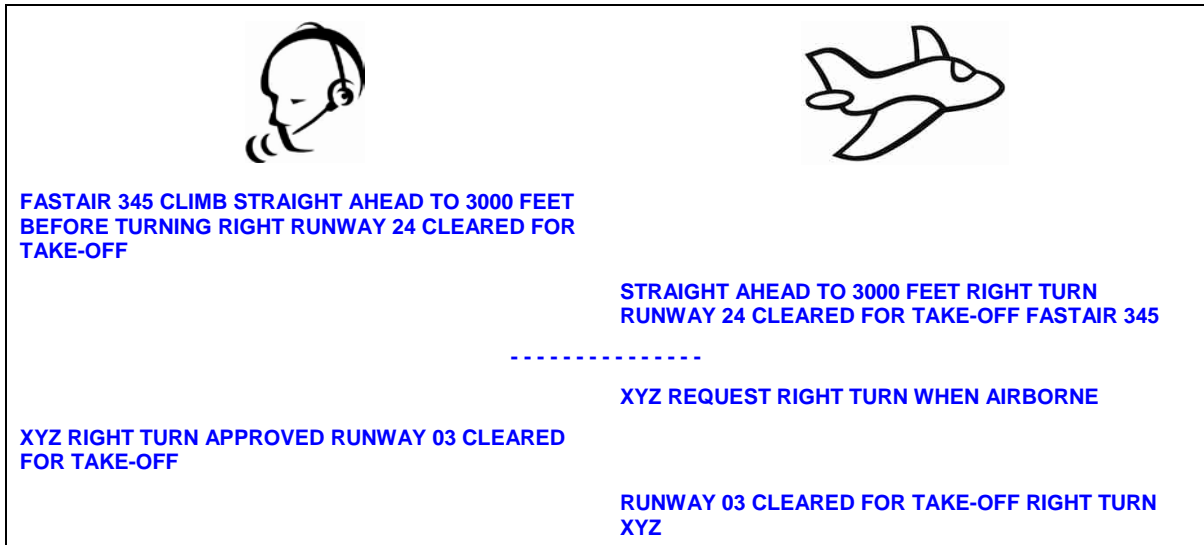 FASTAIR 345 CLIMB STRAIGHT AHEAD TO 3000 FEET
BEFORE TURNING RIGHT RUNWAY 24 CLEARED FOR
TAKE-OFF
STRAIGHT AHEAD TO 3000 FEET RIGHT TURN
RUNWAY 24 CLEARED FOR TAKE-OFF FASTAIR 345
- - - - - - - - - - - - - - -
XYZ REQUEST RIGHT TURN WHEN AIRBORNE
XYZ RIGHT TURN APPROVED RUNWAY 03 CLEARED
FOR TAKE-OFF
RUNWAY 03 CLEARED FOR TAKE-OFF RIGHT TURN
XYZ